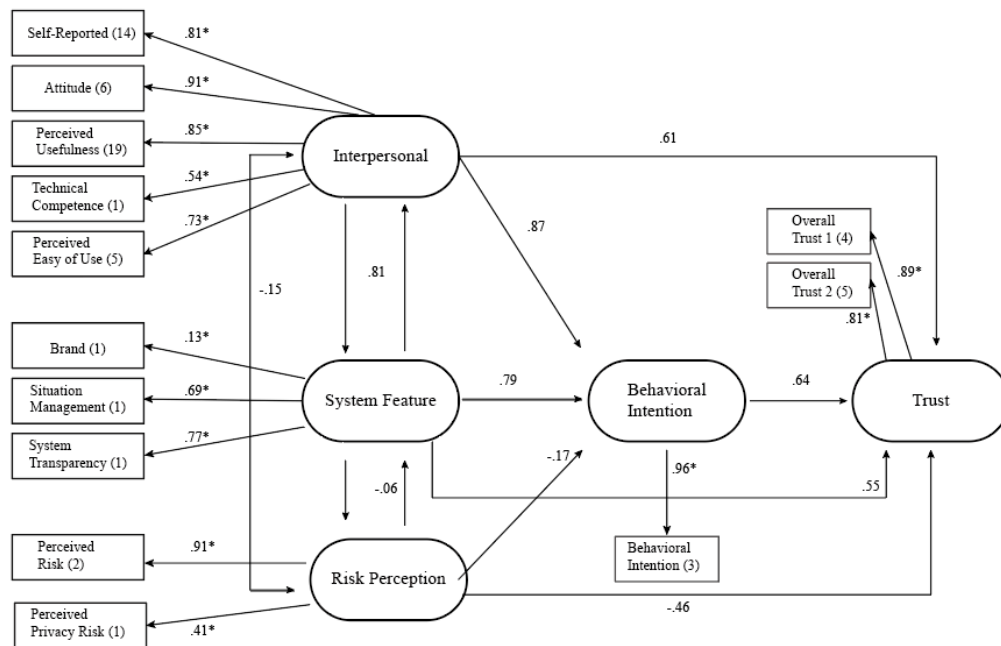 Self-Reported (14)
.81*
Attitude (6)
.91*
Perceived
Usefulness (19)
.85*
Technical
Competence (1)
.54*
Perceived
Easy of Use (5)
.73*
Interpersonal
.61
.87
.81
-.15
Overall
Trust 1 (4)
Overall
Trust 2 (5)
.89*
.81*
Brand (1)
.13*
Situation
Management (1)
.69*
System
Transparency (1)
.77*
System Feature
.79
Behavioral
Intention
.64
Trust
-.17
.96*
.55
-.06
Behavioral
Intention (3)
Perceived
Risk (2)
.91*
Risk Perception
-.46
Perceived
Privacy Risk (1)
.41*